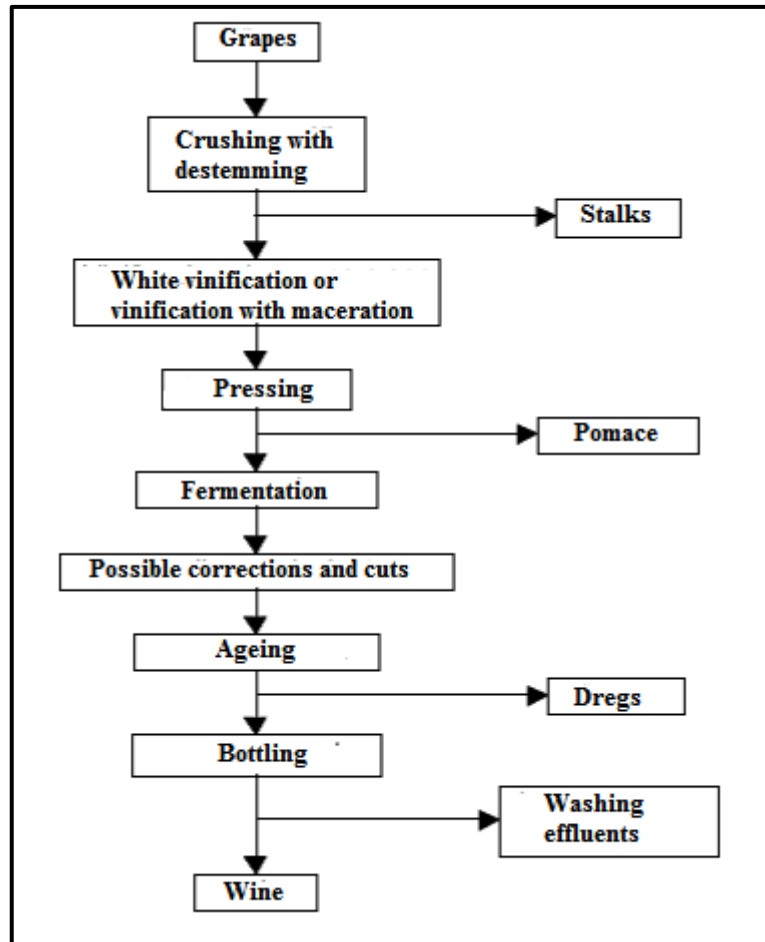 Grapes
Crushing with
destemming
Stalks
White vinification or
vinification with maceration
Pressing
Pomace
Fermentation
Possible corrections and cuts
Ageing
Dregs
Bottling
Washing
effluents
Wine